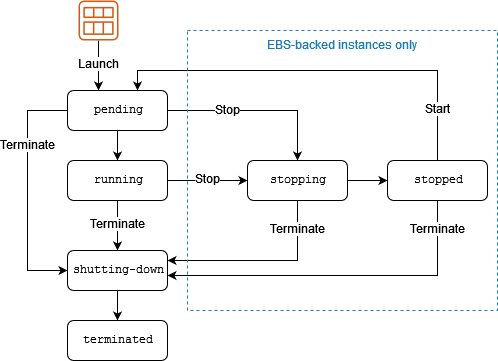 EBS-backed instances only
Launch
pending
Stop
Start
Terminate
running
Stop
stopping
stopped
Terminate
Terminate
Terminate
shutting-down
terminated